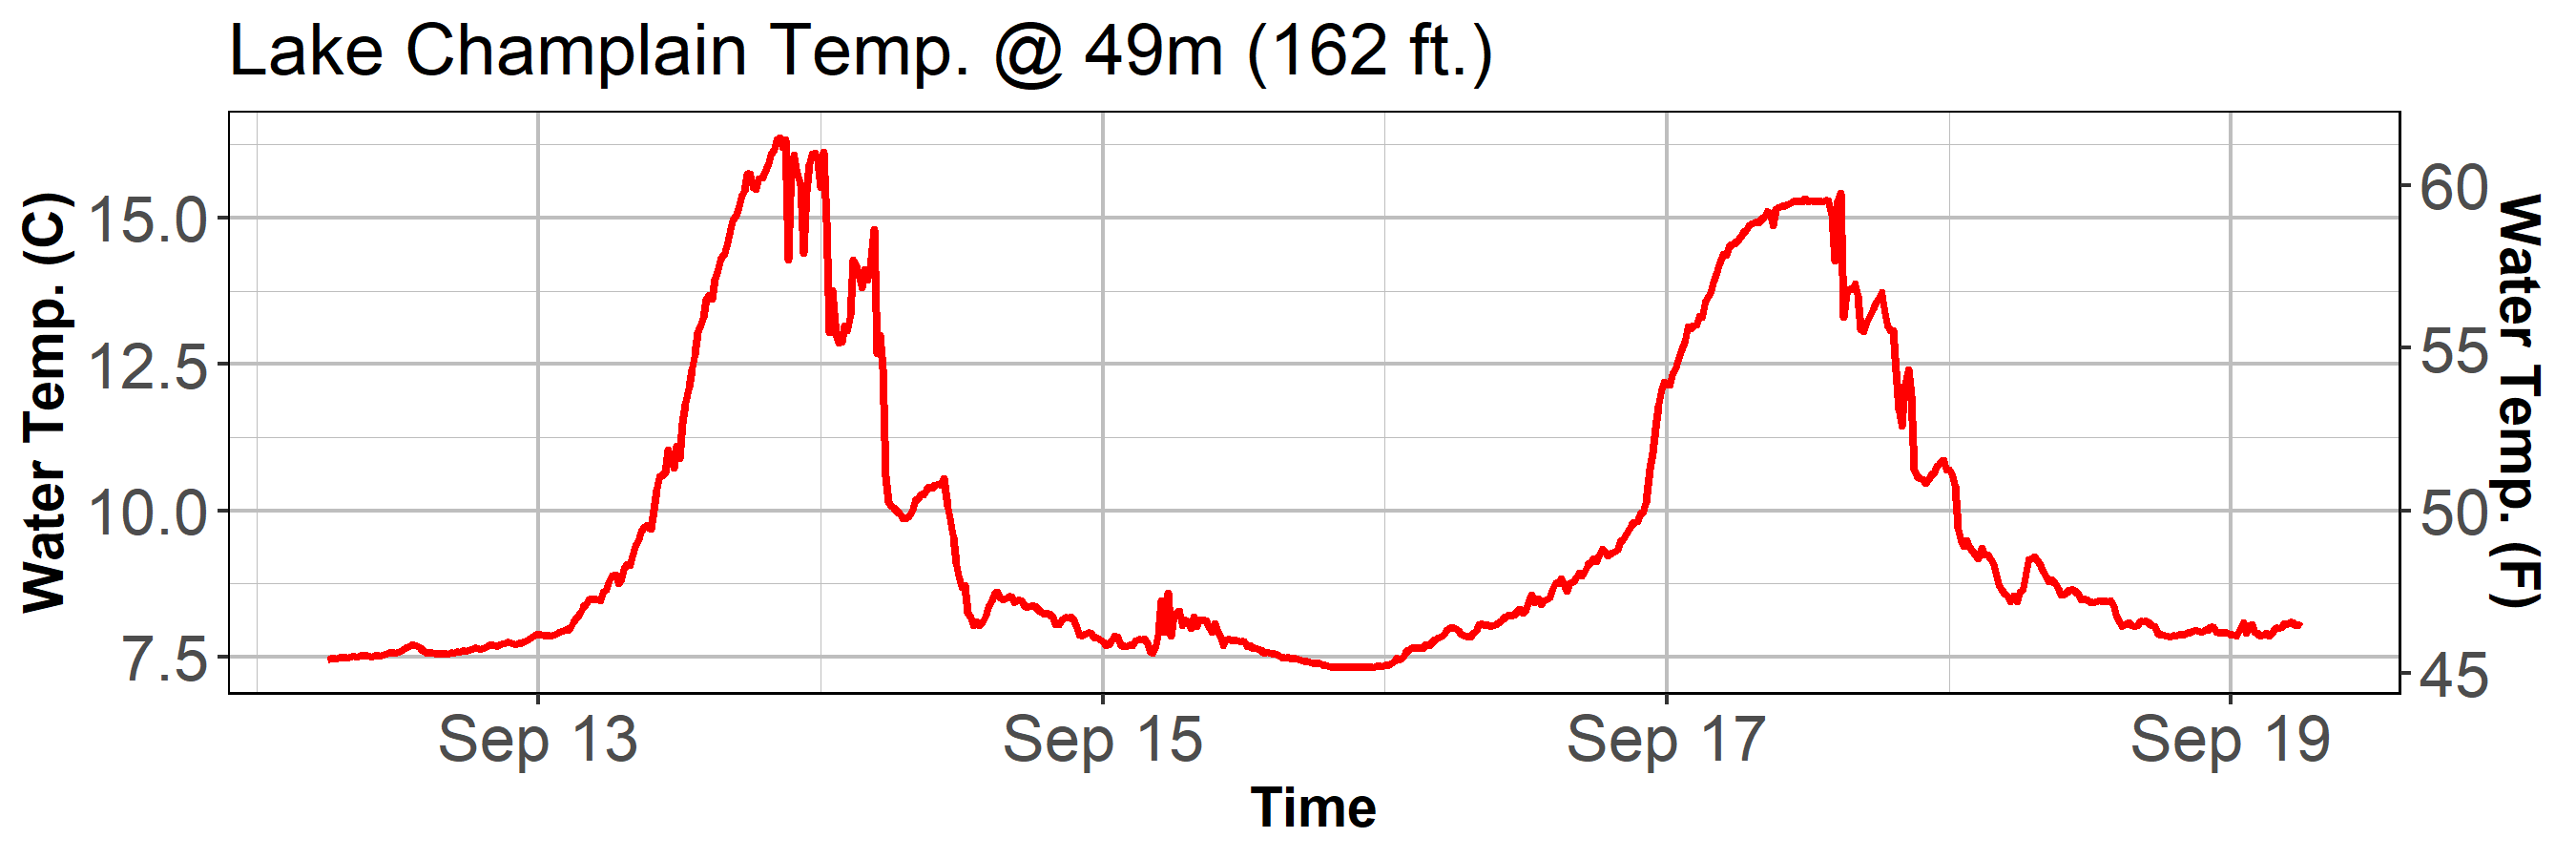 Lake Champlain Temp. @ 49m (162 ft.)
Water Temp. (C)
15.0
12.5
10.0
7.5
60
55
50
45
Water Temp. (F)
Sep 13 Sep 15 Sep 17 Sep 19
Time